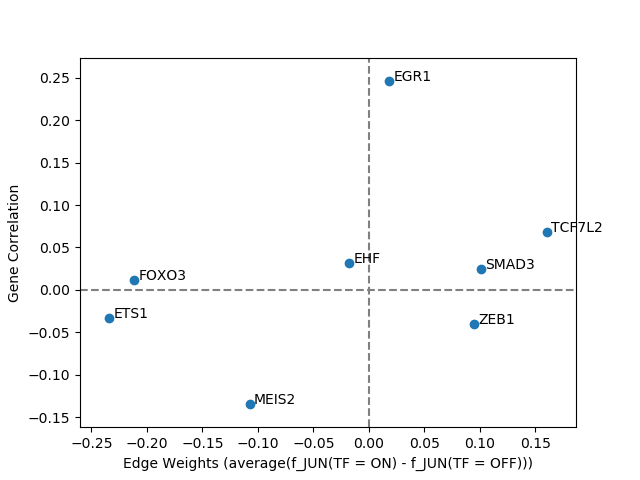 EGR1
TCF7L2
EHF
SMAD3
FOXO3
ETS1
ZEB1
MEIS2
0.25
0.20
0.15
0.10
0.05
0.00
−0.05
−0.10
−0.15
Gene Correlation
−0.25 −0.20 −0.15 −0.10 −0.05 0.00 0.05 0.10 0.15
Edge Weights (average(f_JUN(TF = ON) - f_JUN(TF = OFF)))